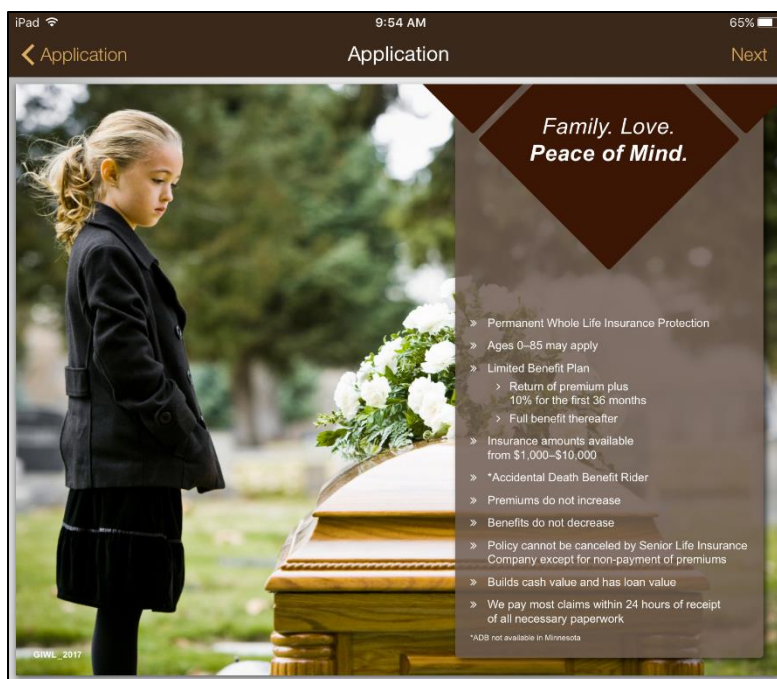 iPad 9:54 AM 65%
Application Application Next
Family. Love.
Peace of Mind.
» Permanent Whole Life Insurance Protection
» Ages 0–85 may apply
» Limited Benefit Plan
> Return of premium plus
10% for the first 36 months
> Full benefit thereafter
» Insurance amounts available
from $1,000–$10,000
» *Accidental Death Benefit Rider
» Premiums do not increase
» Benefits do not decrease
» Policy cannot be canceled by Senior Life Insurance
Company except for non-payment of premiums
» Builds cash value and has loan value
» We pay most claims within 24 hours of receipt
of all necessary paperwork
*ADB not available in Minnesota
GIWL_2017